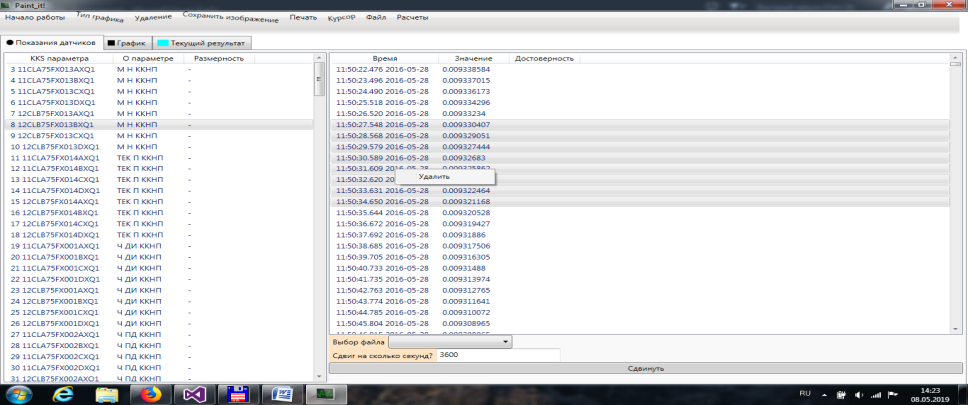 Paint_it!
Начало работы Тип графика Удаление Сохранить изображение Печать Курсор Файл Расчеты
Показания датчиков График Текущий результат
KKS параметра О параметре Размерность
3 11CLA75FX013AXQ1 М Н ККНП -
4 11CLA75FX013BXQ1 М Н ККНП -
5 11CLA75FX013CXQ1 М Н ККНП -
6 11CLA75FX013DXQ1 М Н ККНП -
7 12CLB75FX013AXQ1 М Н ККНП -
8 12CLB75FX013BXQ1 М Н ККНП -
9 12CLB75FX013CXQ1 М Н ККНП -
10 12CLB75FX013DXQ1 М Н ККНП -
11 11CLA75FX014AXQ1 ТЕК П ККНП -
12 11CLA75FX014BXQ1 ТЕК П ККНП -
13 11CLA75FX014CXQ1 ТЕК П ККНП -
14 11CLA75FX014DXQ1 ТЕК П ККНП -
15 12CLB75FX014AXQ1 ТЕК П ККНП -
16 12CLB75FX014BXQ1 ТЕК П ККНП -
17 12CLB75FX014CXQ1 ТЕК П ККНП -
18 12CLB75FX014DXQ1 ТЕК П ККНП -
19 11CLA75FX001AXQ1 Ч ДИ ККНП -
20 11CLA75FX001BXQ1 Ч ДИ ККНП -
21 11CLA75FX001CXQ1 Ч ДИ ККНП -
22 11CLA75FX001DXQ1 Ч ДИ ККНП -
23 12CLB75FX001AXQ1 Ч ДИ ККНП -
24 12CLB75FX001BXQ1 Ч ДИ ККНП -
25 12CLB75FX001CXQ1 Ч ДИ ККНП -
26 12CLB75FX001DXQ1 Ч ДИ ККНП -
27 11CLA75FX002AXQ1 Ч ПД ККНП -
28 11CLA75FX002BXQ1 Ч ПД ККНП -
29 11CLA75FX002CXQ1 Ч ПД ККНП -
30 11CLA75FX002DXQ1 Ч ПД ККНП -
31 12CLB75FX002AXQ1 Ч ПД ККНП -
Время Значение Достоверность
11:50:22.476 2016-05-28 0.009338584
11:50:23.496 2016-05-28 0.009337015
11:50:24.490 2016-05-28 0.009336173
11:50:25.518 2016-05-28 0.009334296
11:50:26.520 2016-05-28 0.00933234
11:50:27.548 2016-05-28 0.009330407
11:50:28.568 2016-05-28 0.009329051
11:50:29.579 2016-05-28 0.009327444
11:50:30.589 2016-05-28 0.00932683
11:50:31.609 2016-05-28 0.009325862
11:50:32.620 20
Удалить
11:50:33.631 2016-05-28 0.009322464
11:50:34.650 2016-05-28 0.009321168
11:50:35.644 2016-05-28 0.009320528
11:50:36.672 2016-05-28 0.009319427
11:50:37.692 2016-05-28 0.00931886
11:50:38.685 2016-05-28 0.009317506
11:50:39.705 2016-05-28 0.009316305
11:50:40.733 2016-05-28 0.00931488
11:50:41.735 2016-05-28 0.009313974
11:50:42.763 2016-05-28 0.009312765
11:50:43.774 2016-05-28 0.009311641
11:50:44.785 2016-05-28 0.009310072
11:50:45.804 2016-05-28 0.009308965
Выбор файла
Сдвиг на сколько секунд? 3600
Сдвинуть
RU 14:23
08.05.2019